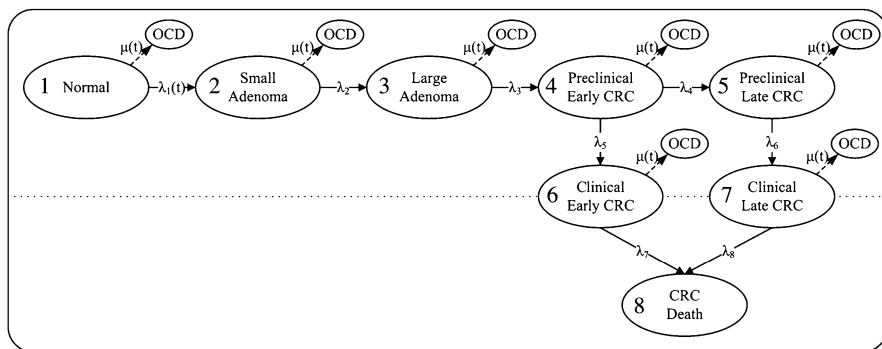 OCD OCD OCD OCD OCD
μ(t) μ(t) μ(t) μ(t) μ(t)
1 Normal
λ₁(t)
2 Small
Adenoma
λ₂
3 Large
Adenoma
λ₃
4 Preclinical
Early CRC
λ₄
5 Preclinical
Late CRC
λ₅
λ₆
OCD OCD
μ(t) μ(t)
6 Clinical
Early CRC
7 Clinical
Late CRC
λ₇
λ₈
8 CRC
Death